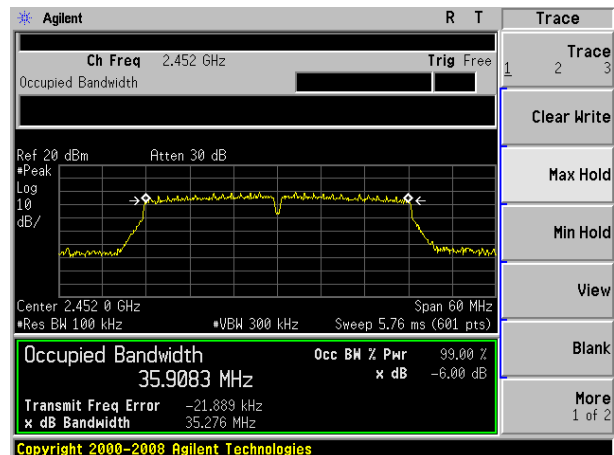 Agilent R T Trace
Ch Freq 2.452 GHz Trig Free
Occupied Bandwidth
Trace
1 2 3
Clear Write
Max Hold
Min Hold
View
Blank
More
1 of 2
Ref 20 dBm Atten 30 dB
#Peak
Log
10
dB/
Center 2.452 0 GHz Span 60 MHz
#Res BW 100 kHz #VBW 300 kHz Sweep 5.76 ms (601 pts)
Occupied Bandwidth Occ BW % Pwr 99.00 %
35.9083 MHz x dB -6.00 dB
Transmit Freq Error -21.889 kHz
x dB Bandwidth 35.276 MHz
Copyright 2000-2008 Agilent Technologies